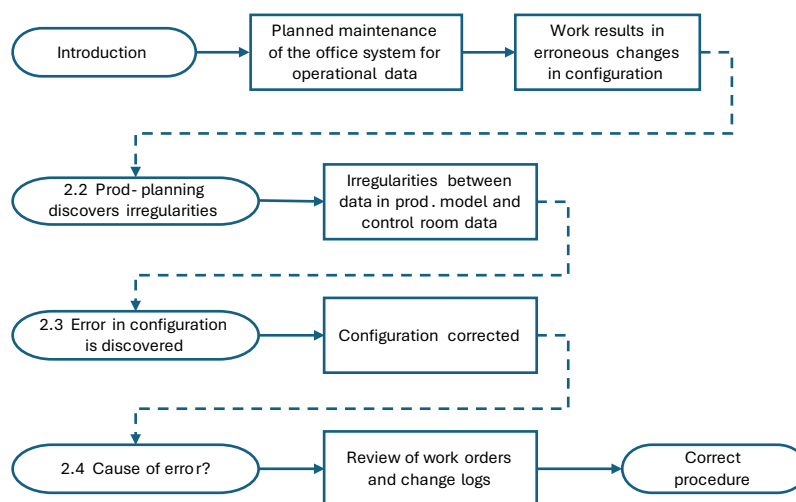 Introduction
Planned maintenance
of the office system for
operational data
Work results in
erroneous changes
in configuration
2.2 Prod-planning
discovers irregularities
Irregularities between
data in prod. model and
control room data
2.3 Error in configuration
is discovered
Configuration corrected
2.4 Cause of error?
Review of work orders
and change logs
Correct
procedure